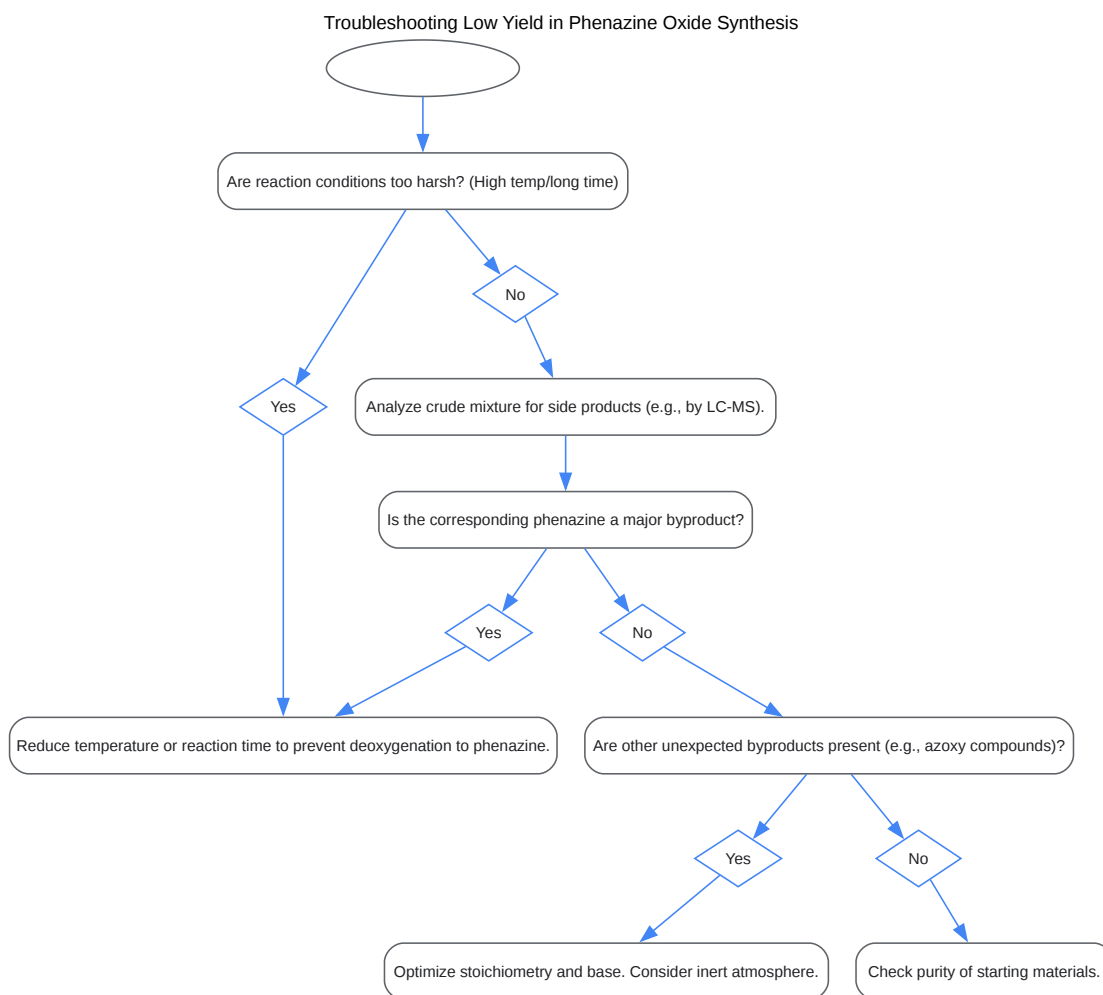 Troubleshooting Low Yield in Phenazine Oxide Synthesis
Are reaction conditions too harsh? (High temp/long time)
No
Yes
Analyze crude mixture for side products (e.g., by LC-MS).
Is the corresponding phenazine a major byproduct?
Yes
No
Reduce temperature or reaction time to prevent deoxygenation to phenazine.
Are other unexpected byproducts present (e.g., azoxy compounds)?
Yes
No
Optimize stoichiometry and base. Consider inert atmosphere.
Check purity of starting materials.